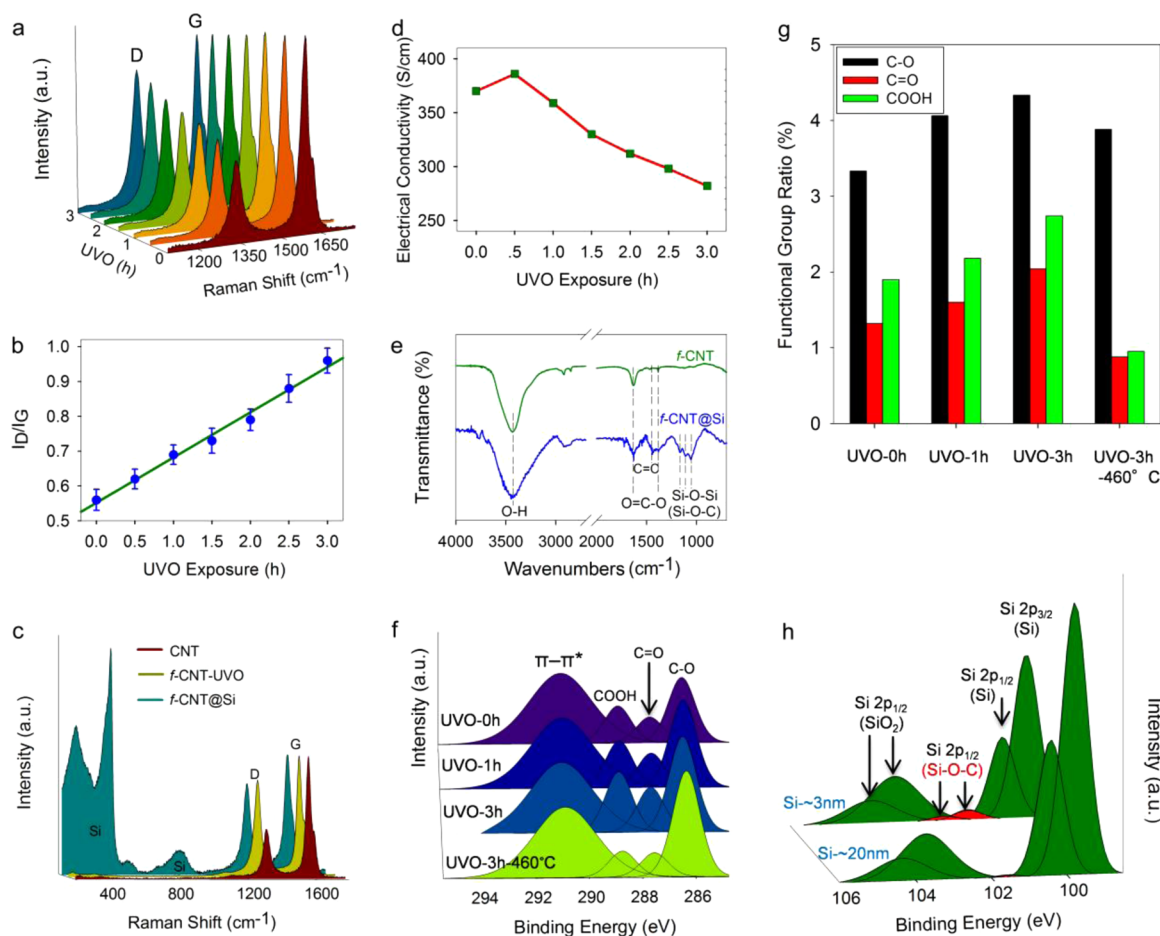 a
D
G
Intensity (a.u.)
3
2
1
0
UVO (h)
1200
1350
1500
1650
Raman Shift (cm-1)
b
ID/IG
1.0
0.9
0.8
0.7
0.6
0.5
0.0 0.5 1.0 1.5 2.0 2.5 3.0
UVO Exposure (h)
c
Intensity (a.u.)
CNT
f-CNT-UVO
f-CNT@Si
G
D
Si
Si
400 800 1200 1600
Raman Shift (cm-1)
d
Electrical Conductivity (S/cm)
400
350
300
250
0.0 .5 1.0 1.5 2.0 2.5 3.0
UVO Exposure (h)
e
Transmittance (%)
f-CNT
f-CNT@Si
C=O
O=C-O
Si-O-Si
(Si-O-C)
O-H
4000 3000 2000 1000
Wavenumbers (cm-1)
f
Intensity (a.u.)
π–π*
COOH
C=O
C-O
UVO-0h
UVO-1h
UVO-3h
UVO-3h-460°C
294 292 290 288 286
Binding Energy (eV)
g
Functional Group Ratio (%)
5
4
3
2
1
0
C-O
C=O
COOH
UVO-0h UVO-1h UVO-3h UVO-3h
-460° C
h
Si 2p3/2
(Si)
Si 2p1/2
(Si)
Si 2p1/2
(SiO2)
Si 2p1/2
(Si-O-C)
Si-~3nm
Si-~20nm
Intensity (a.u.)
106 104 102 100
Binding Energy (eV)